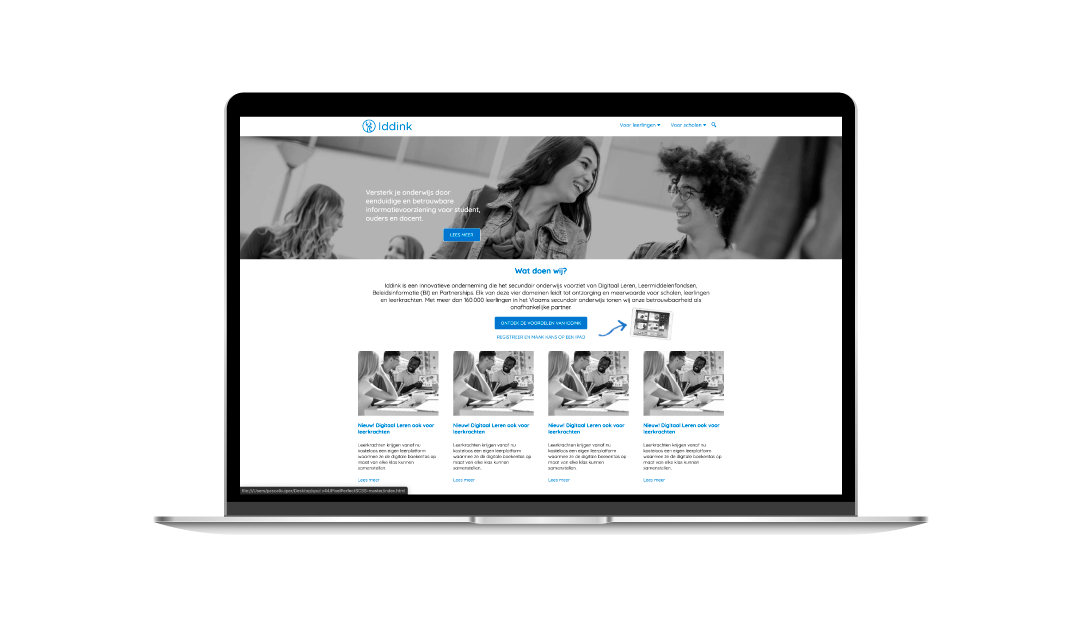 Iddink
Voor leerlingen
Voor scholen
Versterk je onderwijs door
eenduidige en betrouwbare
informatievoorziening voor student,
ouders en docent.
LEES MEER
Wat doen wij?
Iddink is een innovatieve onderneming die het secundair onderwijs voorziet van Digitaal Leren, Leermiddelenfondsen,
Beleidsinformatie (BI) en Partnerships. Elk van deze vier domeinen leidt tot ontzorging en meerwaarde voor scholen, leerlingen
en leerkrachten. Met meer dan 160.000 leerlingen in het Vlaams secundair onderwijs tonen wij onze betrouwbaarheid als
onafhankelijke partner.
ONTDEK DE VOORDELEN VAN IDDINK
REGISTREER EN MAAK KANS OP EEN IPAD
Nieuw! Digitaal Leren ook voor
leerkrachten
Leerkrachten krijgen vanaf nu
kosteloos een eigen leerplatform
waarmee ze de digitale boekentas op
maat van elke klas kunnen
samenstellen.
Lees meer
Nieuw! Digitaal Leren ook voor
leerkrachten
Leerkrachten krijgen vanaf nu
kosteloos een eigen leerplatform
waarmee ze de digitale boekentas op
maat van elke klas kunnen
samenstellen.
Lees meer
Nieuw! Digitaal Leren ook voor
leerkrachten
Leerkrachten krijgen vanaf nu
kosteloos een eigen leerplatform
waarmee ze de digitale boekentas op
maat van elke klas kunnen
samenstellen.
Lees meer
Nieuw! Digitaal Leren ook voor
leerkrachten
Leerkrachten krijgen vanaf nu
kosteloos een eigen leerplatform
waarmee ze de digitale boekentas op
maat van elke klas kunnen
samenstellen.
Lees meer